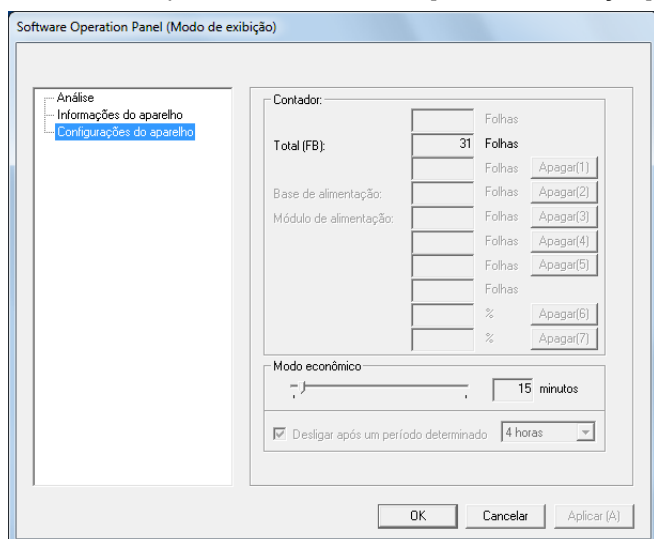 Software Operation Panel (Modo de exibição)
Análise
Informações do aparelho
Configurações do aparelho
Contador:
Folhas
Total (FB): 31 Folhas
Folhas Apagar(1)
Base de alimentação: Folhas Apagar(2)
Módulo de alimentação: Folhas Apagar(3)
Folhas Apagar(4)
Folhas Apagar(5)
Folhas
% Apagar(6)
% Apagar(7)
Modo econômico
15 minutos
Desligar após um período determinado 4 horas
OK Cancelar Aplicar (A)